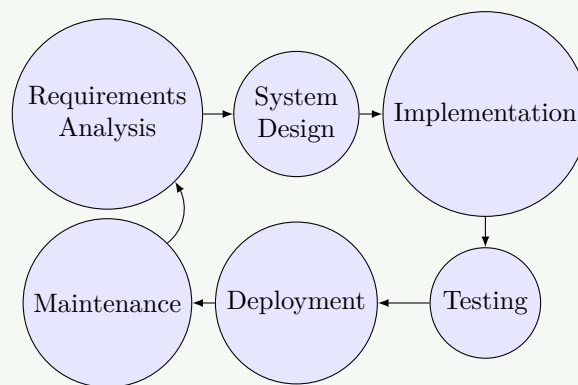 Requirements
Analysis
System
Design
Implementation
Testing
Deployment
Maintenance